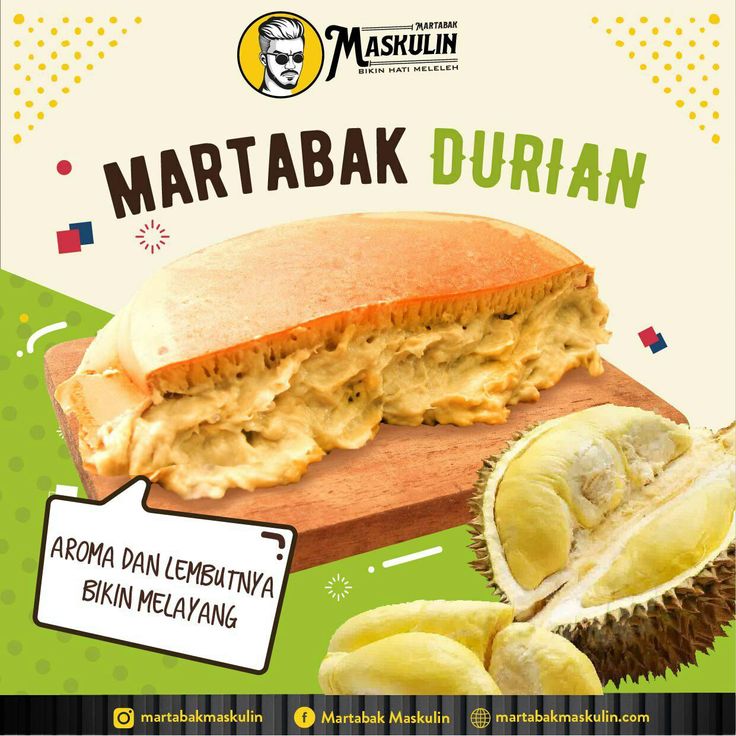 MARTABAK
MASKULIN
BIKIN HATI MELELEH
MARTABAK DURIAN
AROMA DAN LEMBUTNYA
BIKIN MELAYANG
martabakmaskulin
Martabak Maskulin
martabakmaskulin.com